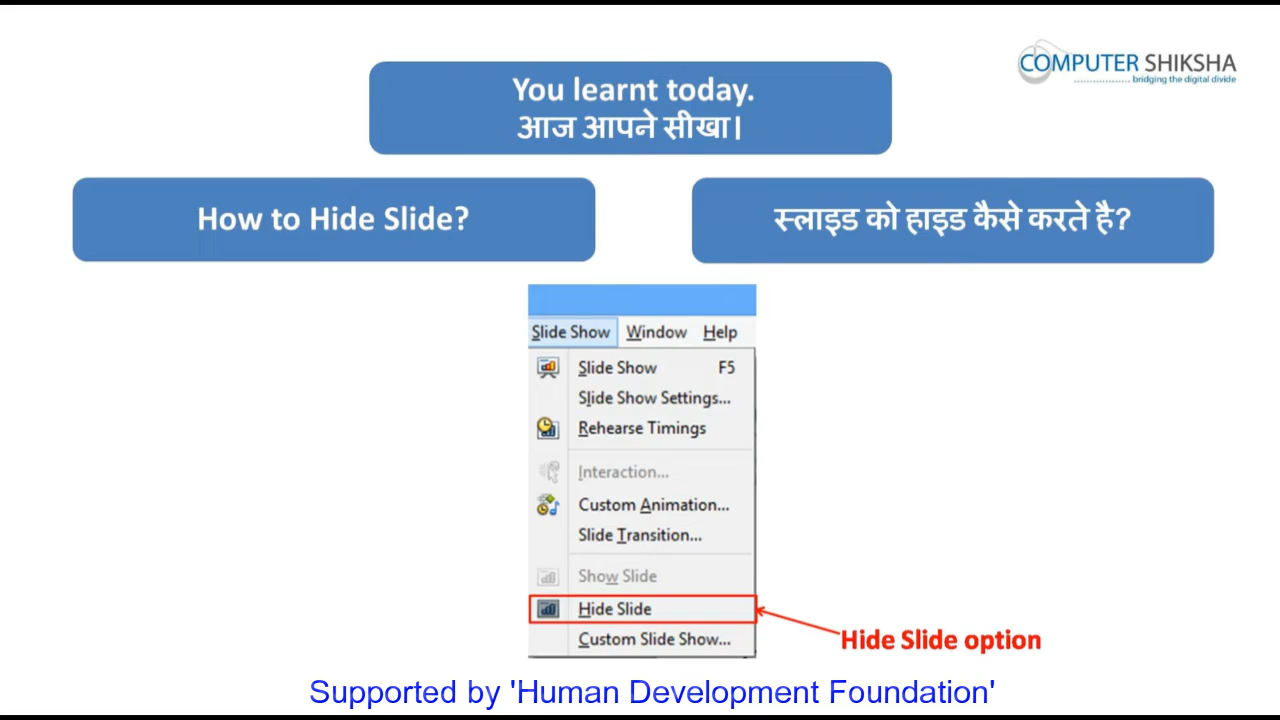 COMPUTER SHIKSHA
bridging the digital divide
You learnt today.
आज आपने सीखा।
How to Hide Slide?
स्लाइड को हाइड कैसे करते है?
Slide Show Window Help
Slide Show F5
Slide Show Settings...
Rehearse Timings
Interaction...
Custom Animation...
Slide Transition...
Show Slide
Hide Slide
Custom Slide Show...
Hide Slide option
Supported by 'Human Development Foundation'